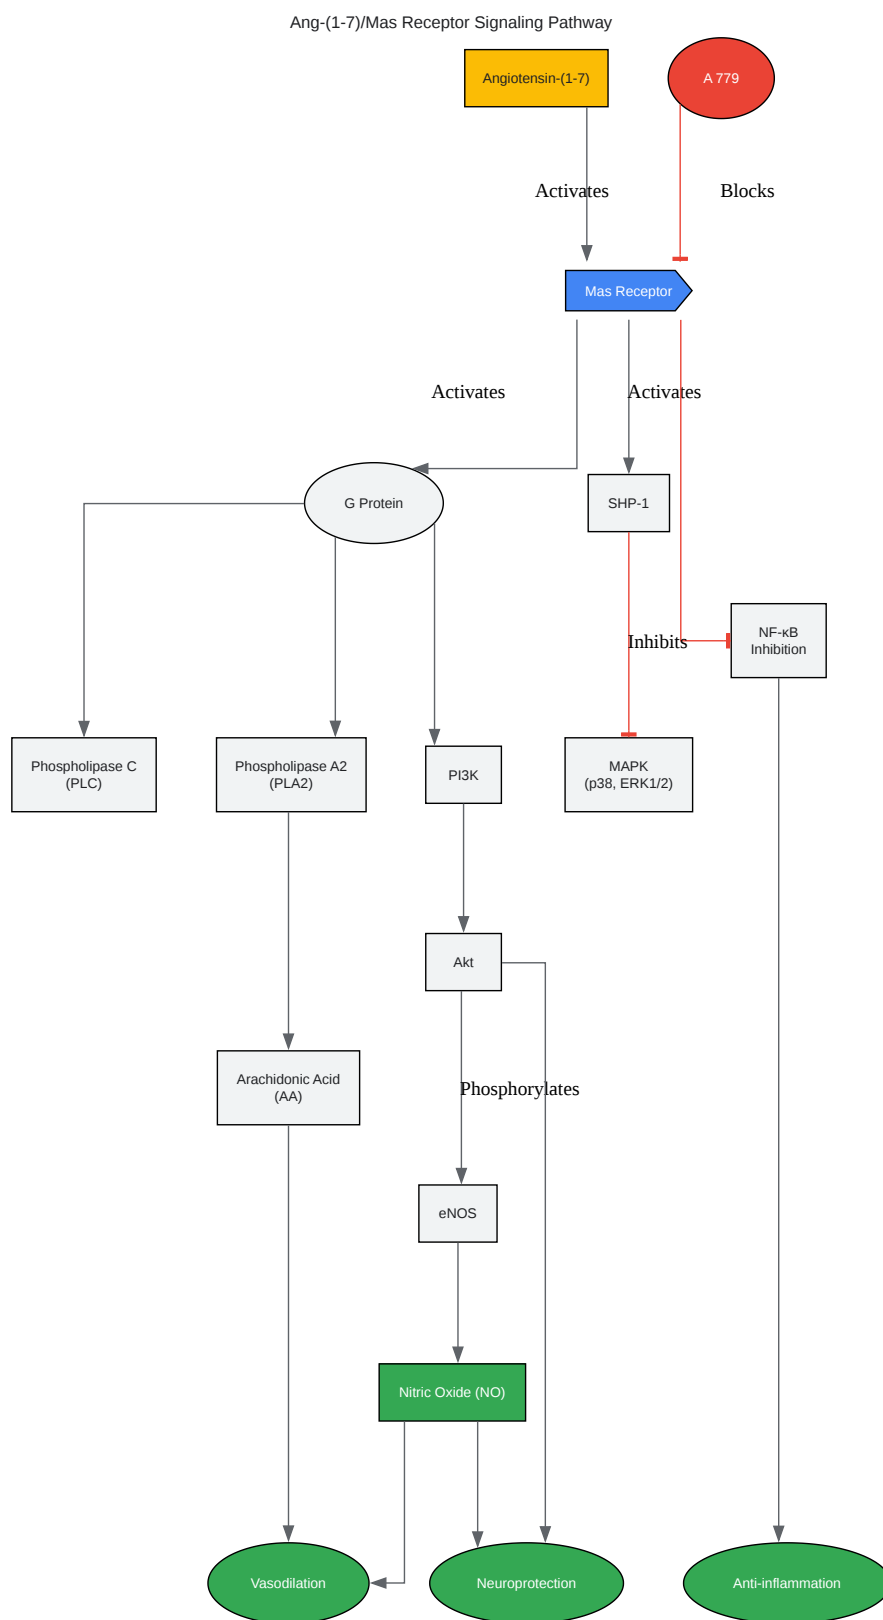 Ang-(1-7)/Mas Receptor Signaling Pathway
Angiotensin-(1-7)
A 779
Activates
Blocks
Mas Receptor
Activates
Activates
G Protein
SHP-1
NF-κB
Inhibition
Inhibits
Phospholipase C
(PLC)
Phospholipase A2
(PLA2)
PI3K
MAPK
(p38, ERK1/2)
Akt
Arachidonic Acid
(AA)
Phosphorylates
eNOS
Nitric Oxide (NO)
Vasodilation
Neuroprotection
Anti-inflammation